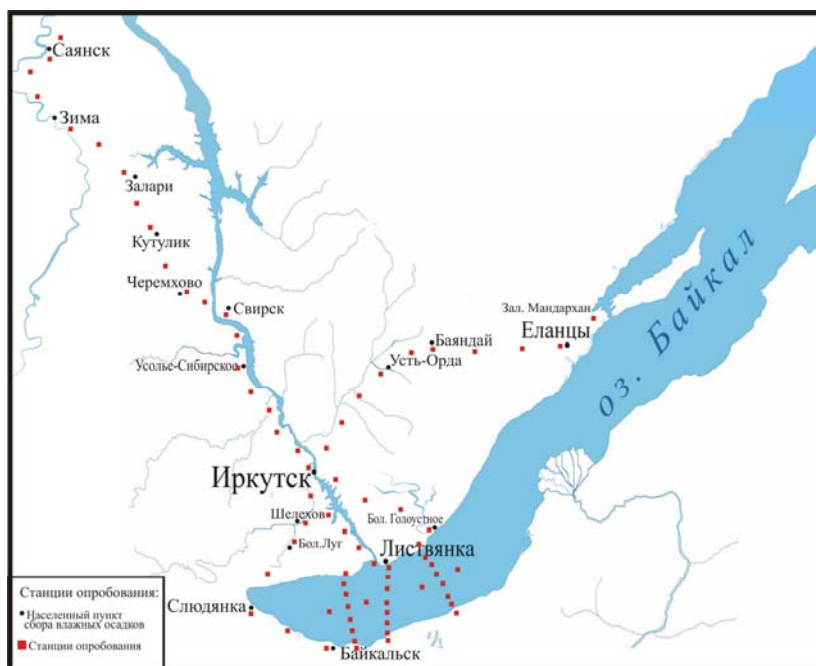 Саянск
Зима
Залари
Кутулик
Черемхово
Свирск
Зал. Мандархан
Баяндай
Еланцы
оз. Байкал
Усть-Орда
Усолье-Сибирское
Иркутск
Шелехов
Бол. Голоустное
Бол.Луг
Листвянка
Слюдянка
Байкальск
Станции опробования:
Населенный пункт
сбора влажных осадков
Станции опробования